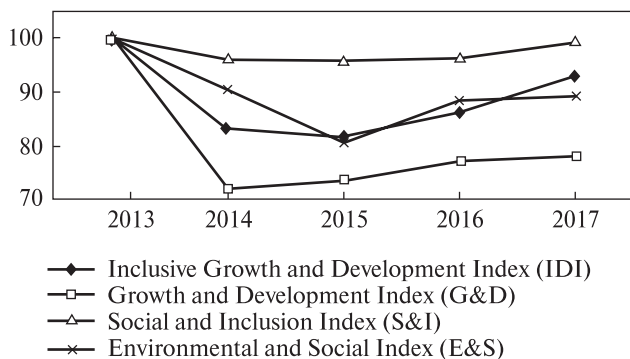 100
90
80
70
2013 2014 2015 2016 2017
Inclusive Growth and Development Index (IDI)
Growth and Development Index (G&D)
Social and Inclusion Index (S&I)
Environmental and Social Index (E&S)